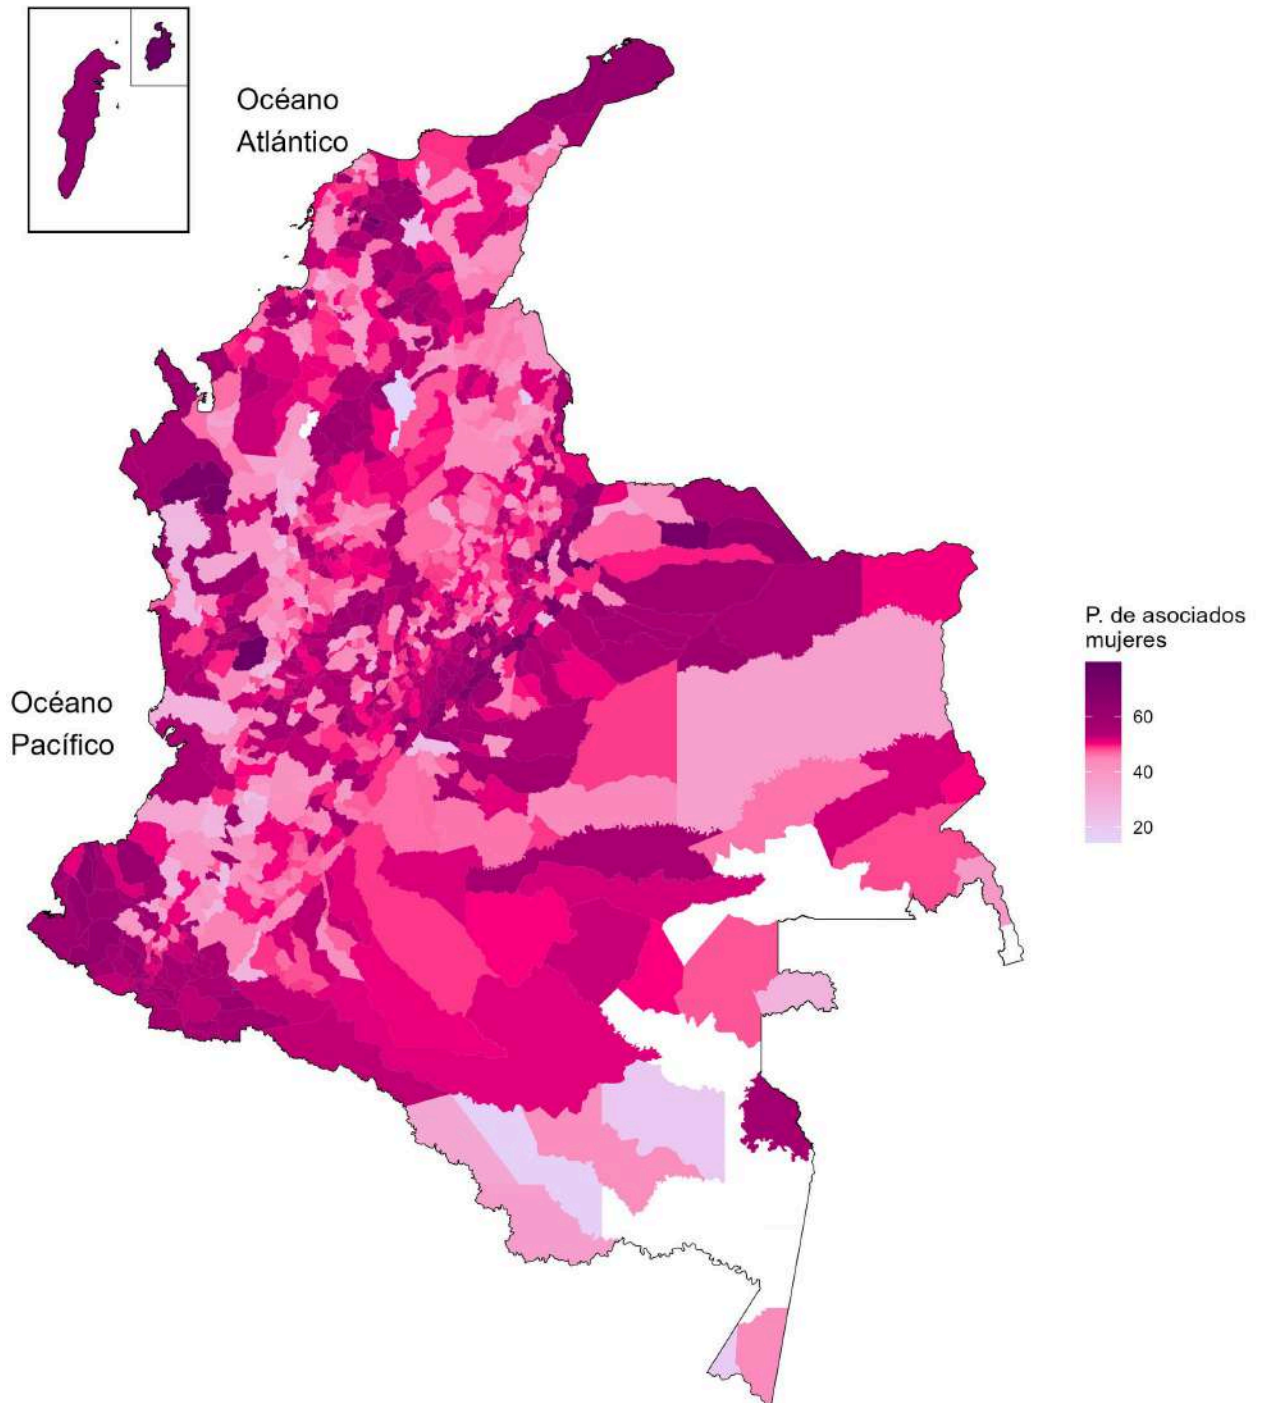 Océano
Atlántico
Océano
Pacífico
P. de asociados
mujeres
60
40
20